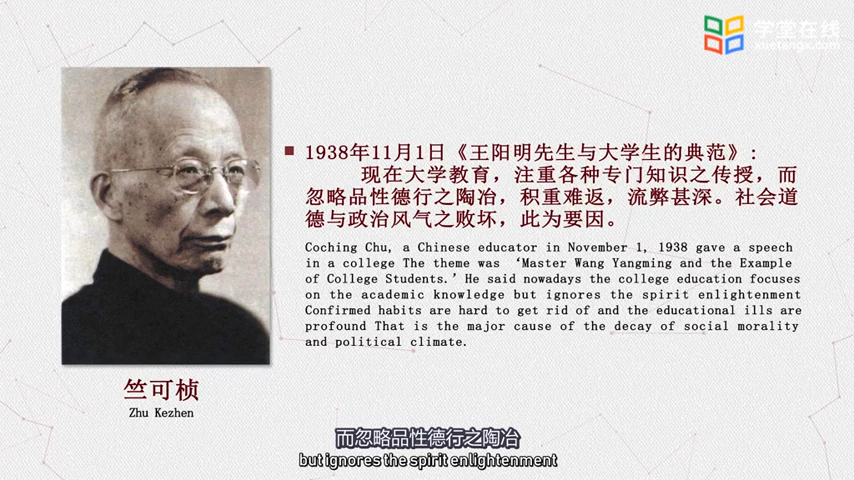 学堂在线
xuetangx.com
1938年11月1日《王阳明先生与大学生的典范》:
现在大学教育，注重各种专门知识之传授，而
忽略品性德行之陶冶，积重难返，流弊甚深。社会道
德与政治风气之败坏，此为要因。
Coching Chu, a Chinese educator in November 1, 1938 gave a speech
in a college The theme was ‘Master Wang Yangming and the Example
of College Students.’He said nowadays the college education focuses
on the academic knowledge but ignores the spirit enlightenment
Confirmed habits are hard to get rid of and the educational ills are
profound That is the major cause of the decay of social morality
and political climate.
竺可桢
Zhu Kezhen
而忽略品性德行之陶冶
but ignores the spirit enlightenment